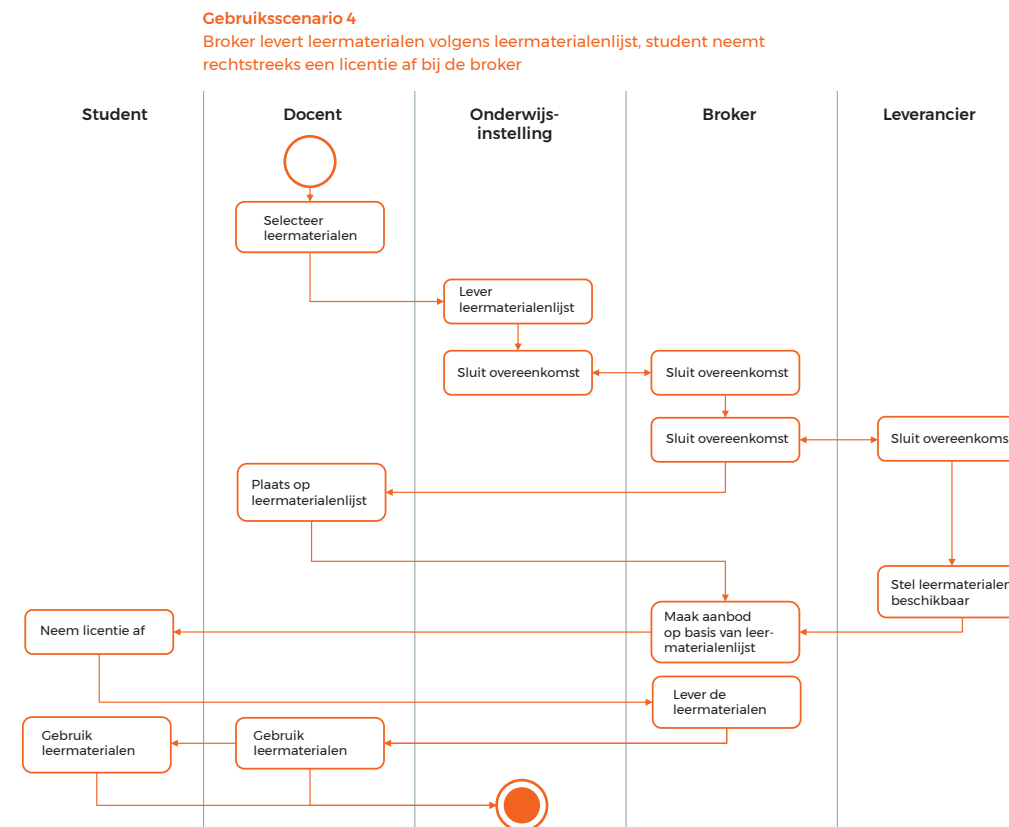 Gebruiksscenario 4
Broker levert leermaterialen volgens leermaterialenlijst, student neemt
rechtstreeks een licentie af bij de broker
Student
Docent
Onderwijs-
instelling
Broker
Leverancier
Selecteer
leermaterialen
Lever
leermaterialenlijst
Sluit overeenkomst
Sluit overeenkomst
Sluit overeenkomst
Sluit overeenkoms
Plaats op
leermaterialenlijst
Stel leermaterialen
beschikbaar
Maak aanbod
op basis van leer-
materialenlijst
Neem licentie af
Lever de
leermaterialen
Gebruik
leermaterialen
Gebruik
leermaterialen